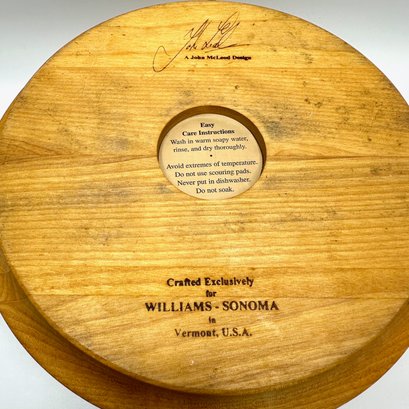 John McLeod
A John McLeod Design
Easy
Care Instructions
Wash in warm soapy water,
rinse, and dry thoroughly.
•
Avoid extremes of temperature.
Do not use scouring pads.
Never put in dishwasher.
Do not soak.
Crafted Exclusively
for
WILLIAMS - SONOMA
in
Vermont, U.S.A.